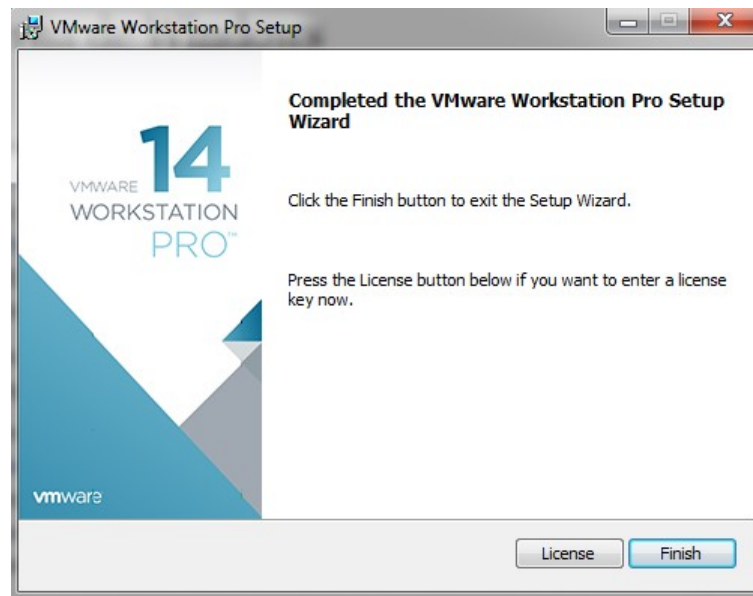 VMware Workstation Pro Setup
Completed the VMware Workstation Pro Setup
Wizard
VMWARE 14
WORKSTATION
PRO™
Click the Finish button to exit the Setup Wizard.
Press the License button below if you want to enter a license
key now.
vmware
License
Finish